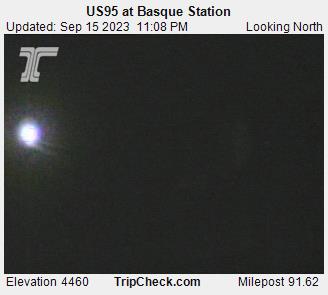 US95 at Basque Station
Updated: Sep 15 2023 11:08 PM Looking North
Elevation 4460 TripCheck.com Milepost 91.62